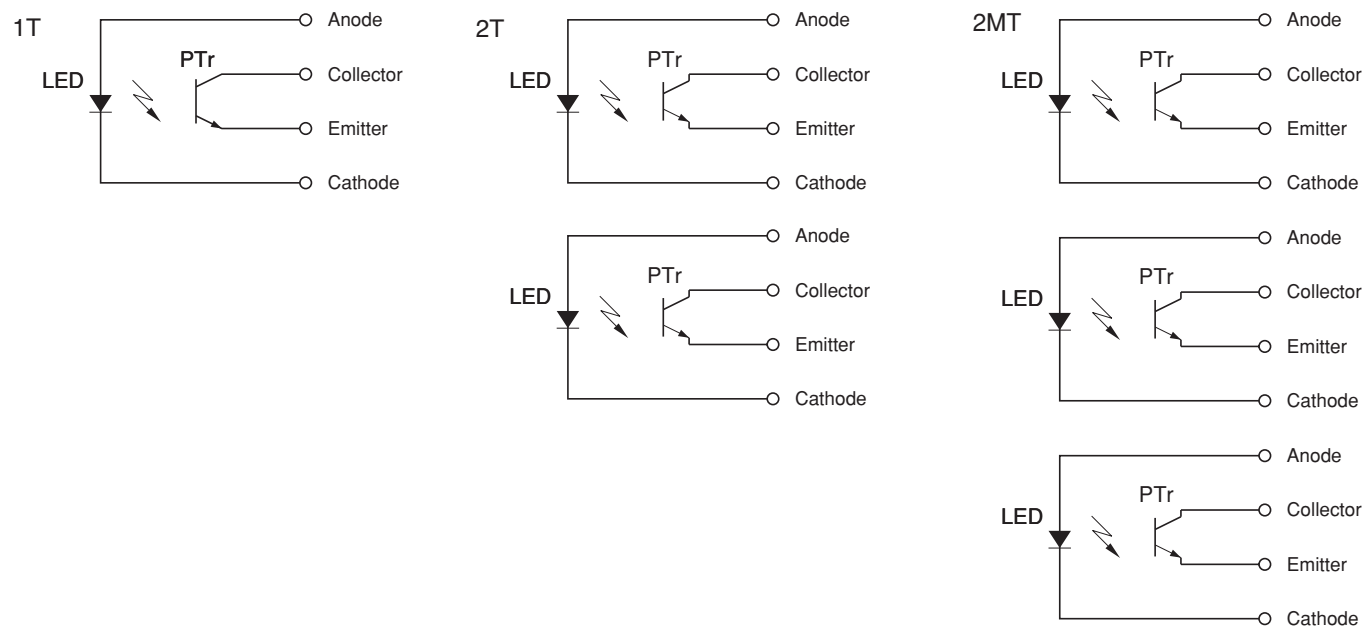 1T
Anode
PTr
LED
Collector
Emitter
Cathode
2T
Anode
PTr
LED
Collector
Emitter
Cathode
Anode
PTr
LED
Collector
Emitter
Cathode
2MT
Anode
PTr
LED
Collector
Emitter
Cathode
Anode
PTr
LED
Collector
Emitter
Cathode
Anode
PTr
LED
Collector
Emitter
Cathode